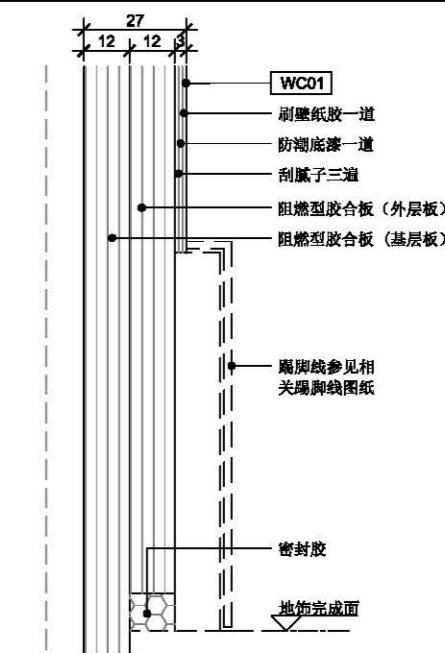 27
12 12 3
WC01
刷壁纸胶一道
防潮底漆一道
刮腻子三遍
阻燃型胶合板（外层板）
阻燃型胶合板（基层板）
踢脚线参见相
关踢脚线图纸
密封胶
地饰完成面